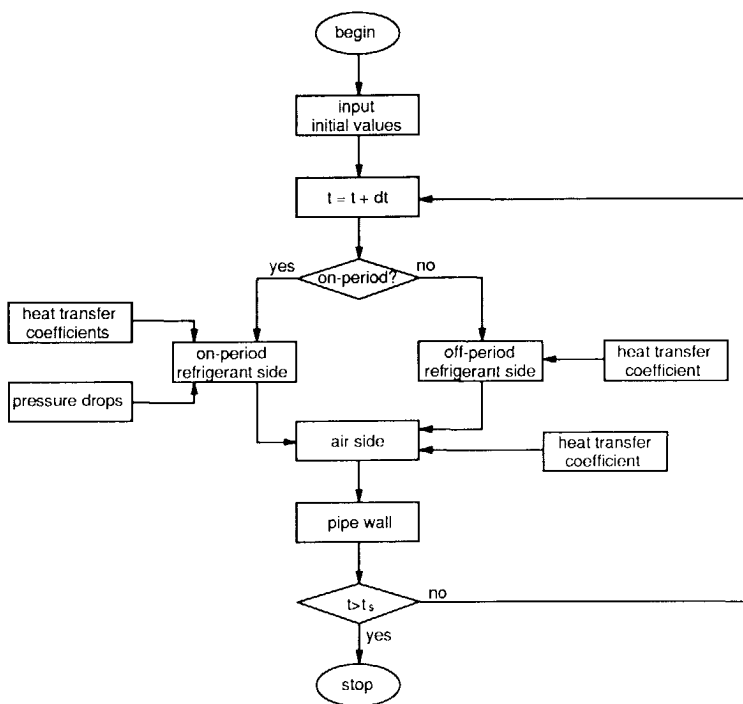 begin
input
initial values
t = t + dt
yes
on-period?
no
heat transfer
coefficients
on-period
refrigerant side
off-period
refrigerant side
heat transfer
coefficient
pressure drops
air side
heat transfer
coefficient
pipe wall
t>ts
no
yes
stop